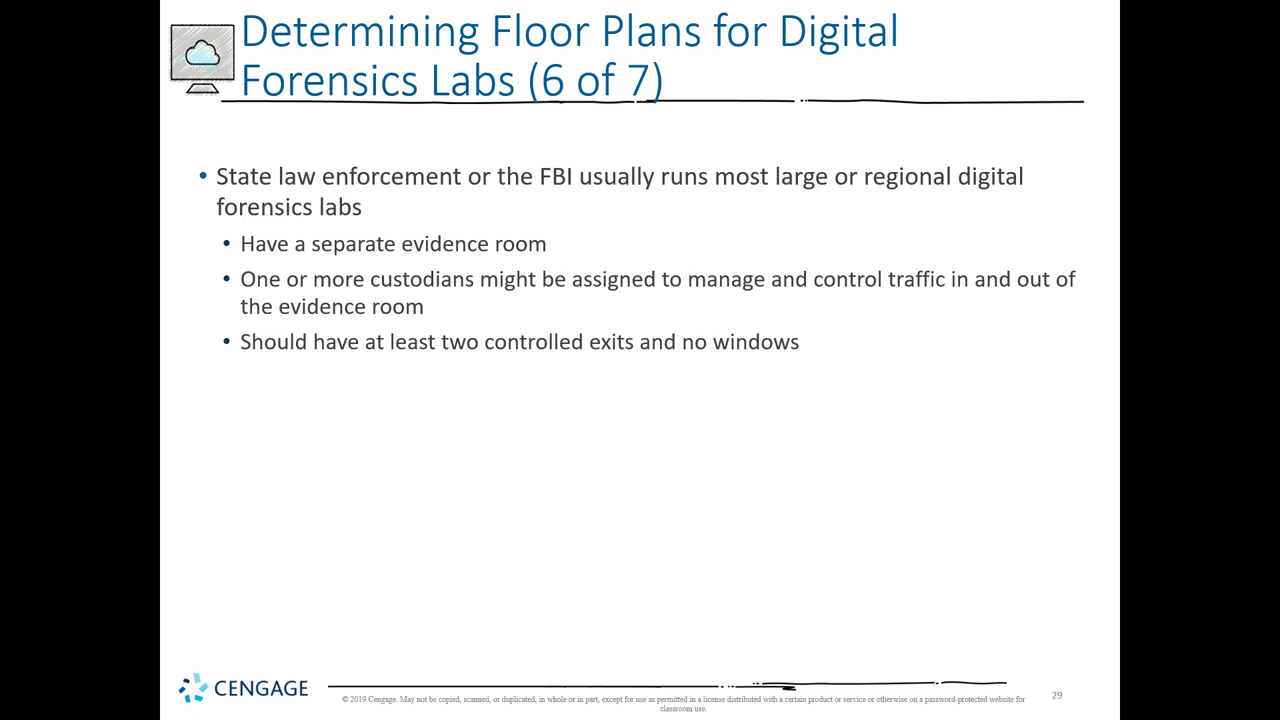 Determining Floor Plans for Digital
Forensics Labs (6 of 7)
• State law enforcement or the FBI usually runs most large or regional digital
forensics labs
• Have a separate evidence room
• One or more custodians might be assigned to manage and control traffic in and out of
the evidence room
• Should have at least two controlled exits and no windows
CENGAGE
© 2019 Cengage. May not be copied, scanned, or duplicated, in whole or in part, except for use as permitted in a license distributed with a certain product or service or otherwise on a password-protected website for
classroom use.
29